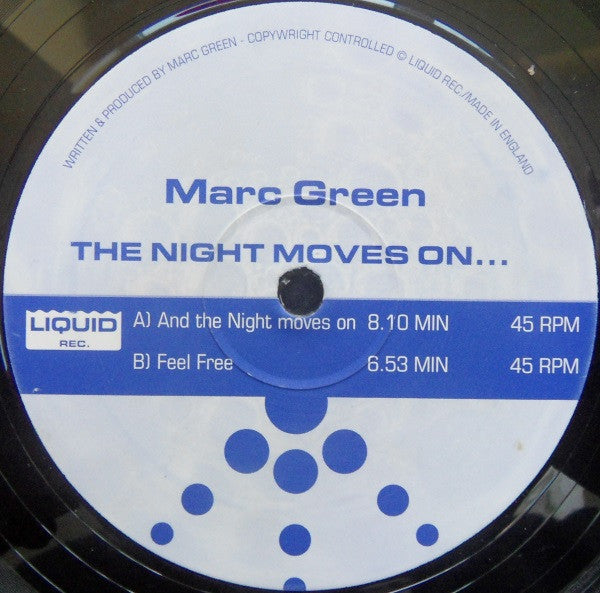 WRITTEN & PRODUCED BY MARC GREEN - COPYWRIGHT CONTROLLED © LIQUID REC./MADE IN ENGLAND
Marc Green
THE NIGHT MOVES ON...
LIQUID
REC.
A) And the Night moves on 8.10 MIN 45 RPM
B) Feel Free 6.53 MIN 45 RPM